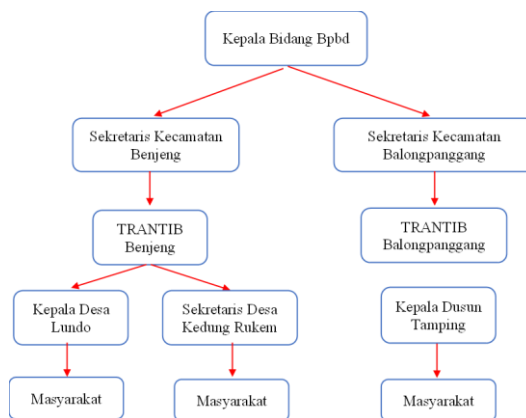 Kepala Bidang Bpbd
Sekretaris Kecamatan
Benjeng
Sekretaris Kecamatan
Balongpanggang
TRANTIB
Benjeng
TRANTIB
Balongpanggang
Kepala Desa
Lundo
Sekretaris Desa
Kedung Rukem
Kepala Dusun
Tamping
Masyarakat
Masyarakat
Masyarakat